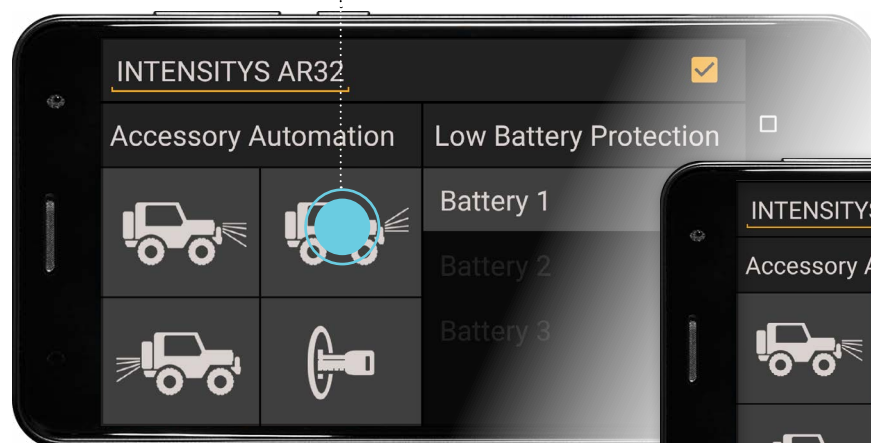 INTENSITYS AR32
Accessory Automation
Low Battery Protection
Battery 1
Battery 2
Battery 3
INTENSITYS
Accessory A